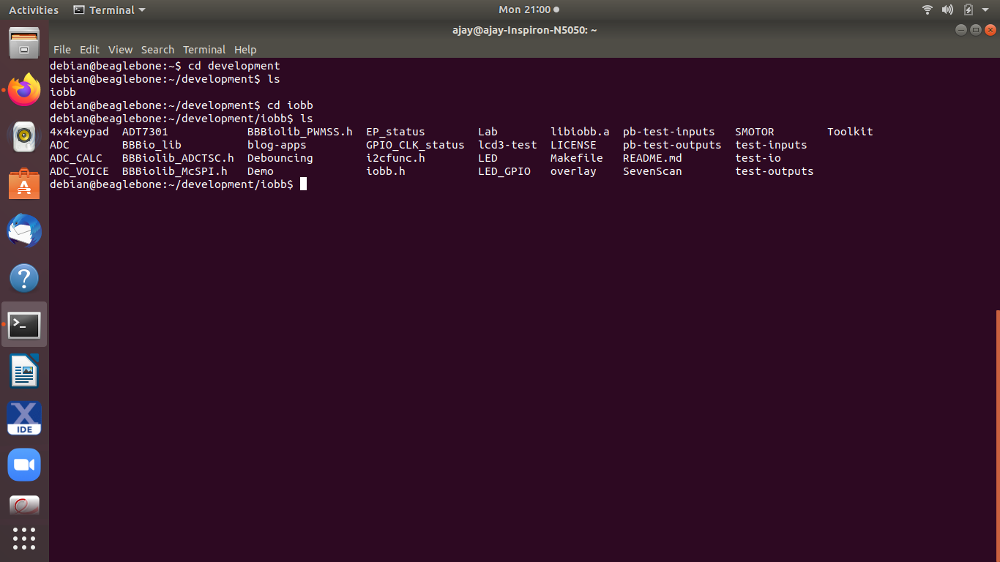 Activities Terminal Mon 21:00
ajay@ajay-Inspiron-N5050: ~
File Edit View Search Terminal Help
debian@beaglebone:~$ cd development
debian@beaglebone:~/development$ ls
iobb
debian@beaglebone:~/development$ cd iobb
debian@beaglebone:~/development/iobb$ ls
4x4keypad ADT7301 BBBiolib_PWMSS.h EP_status Lab libiobb.a pb-test-inputs SMOTOR Toolkit
ADC BBBio_lib blog-apps GPIO_CLK_status lcd3-test LICENSE pb-test-outputs test-inputs
ADC_CALC BBBiolib_ADCTSC.h Debouncing i2cfunc.h LED Makefile README.md test-io
ADC_VOICE BBBiolib_McSPI.h Demo iobb.h LED_GPIO overlay SevenScan test-outputs
debian@beaglebone:~/development/iobb$
X
IDE